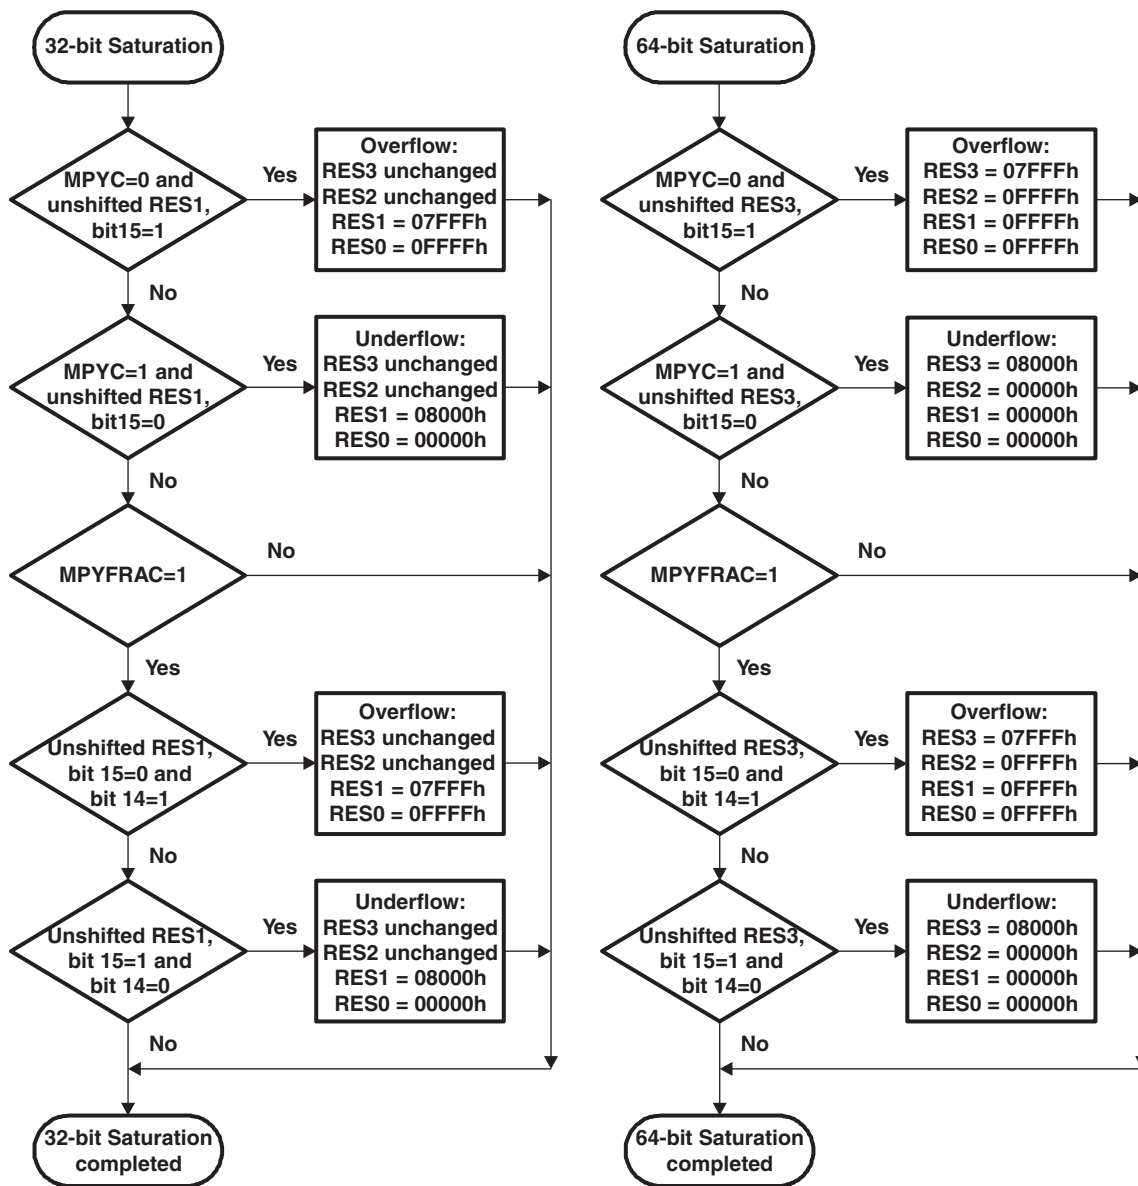 32-bit Saturation
MPYC=0 and
unshifted RES1,
bit15=1
Yes
Overflow:
RES3 unchanged
RES2 unchanged
RES1 = 07FFFh
RES0 = 0FFFFh
No
MPYC=1 and
unshifted RES1,
bit15=0
Yes
Underflow:
RES3 unchanged
RES2 unchanged
RES1 = 08000h
RES0 = 00000h
No
MPYFRAC=1
No
Yes
Unshifted RES1,
bit 15=0 and
bit 14=1
Yes
Overflow:
RES3 unchanged
RES2 unchanged
RES1 = 07FFFh
RES0 = 0FFFFh
No
Unshifted RES1,
bit 15=1 and
bit 14=0
Yes
Underflow:
RES3 unchanged
RES2 unchanged
RES1 = 08000h
RES0 = 00000h
No
32-bit Saturation
completed
64-bit Saturation
MPYC=0 and
unshifted RES3,
bit15=1
Yes
Overflow:
RES3 = 07FFFh
RES2 = 0FFFFh
RES1 = 0FFFFh
RES0 = 0FFFFh
No
MPYC=1 and
unshifted RES3,
bit15=0
Yes
Underflow:
RES3 = 08000h
RES2 = 00000h
RES1 = 00000h
RES0 = 00000h
No
MPYFRAC=1
No
Yes
Unshifted RES3,
bit 15=0 and
bit 14=1
Yes
Overflow:
RES3 = 07FFFh
RES2 = 0FFFFh
RES1 = 0FFFFh
RES0 = 0FFFFh
No
Unshifted RES3,
bit 15=1 and
bit 14=0
Yes
Underflow:
RES3 = 08000h
RES2 = 00000h
RES1 = 00000h
RES0 = 00000h
No
64-bit Saturation
completed